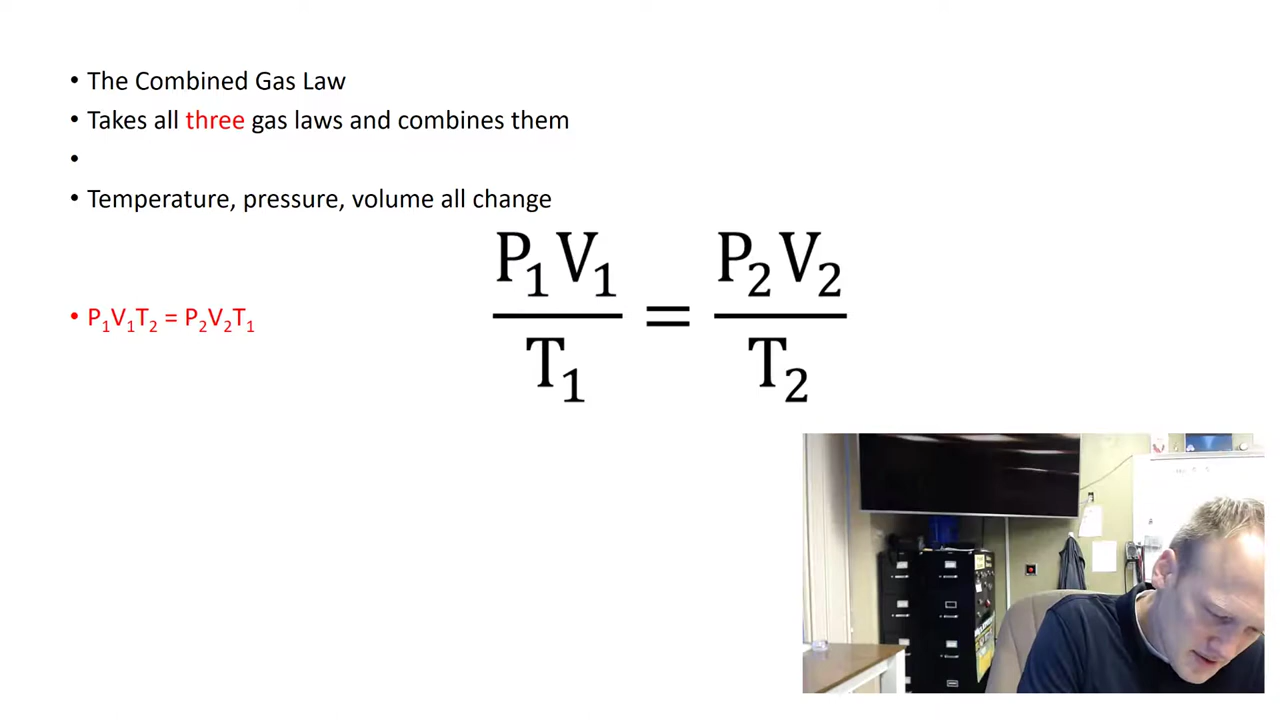 • The Combined Gas Law
• Takes all three gas laws and combines them
•
• Temperature, pressure, volume all change
P₁V₁ / T₁ = P₂V₂ / T₂
• P₁V₁T₂ = P₂V₂T₁